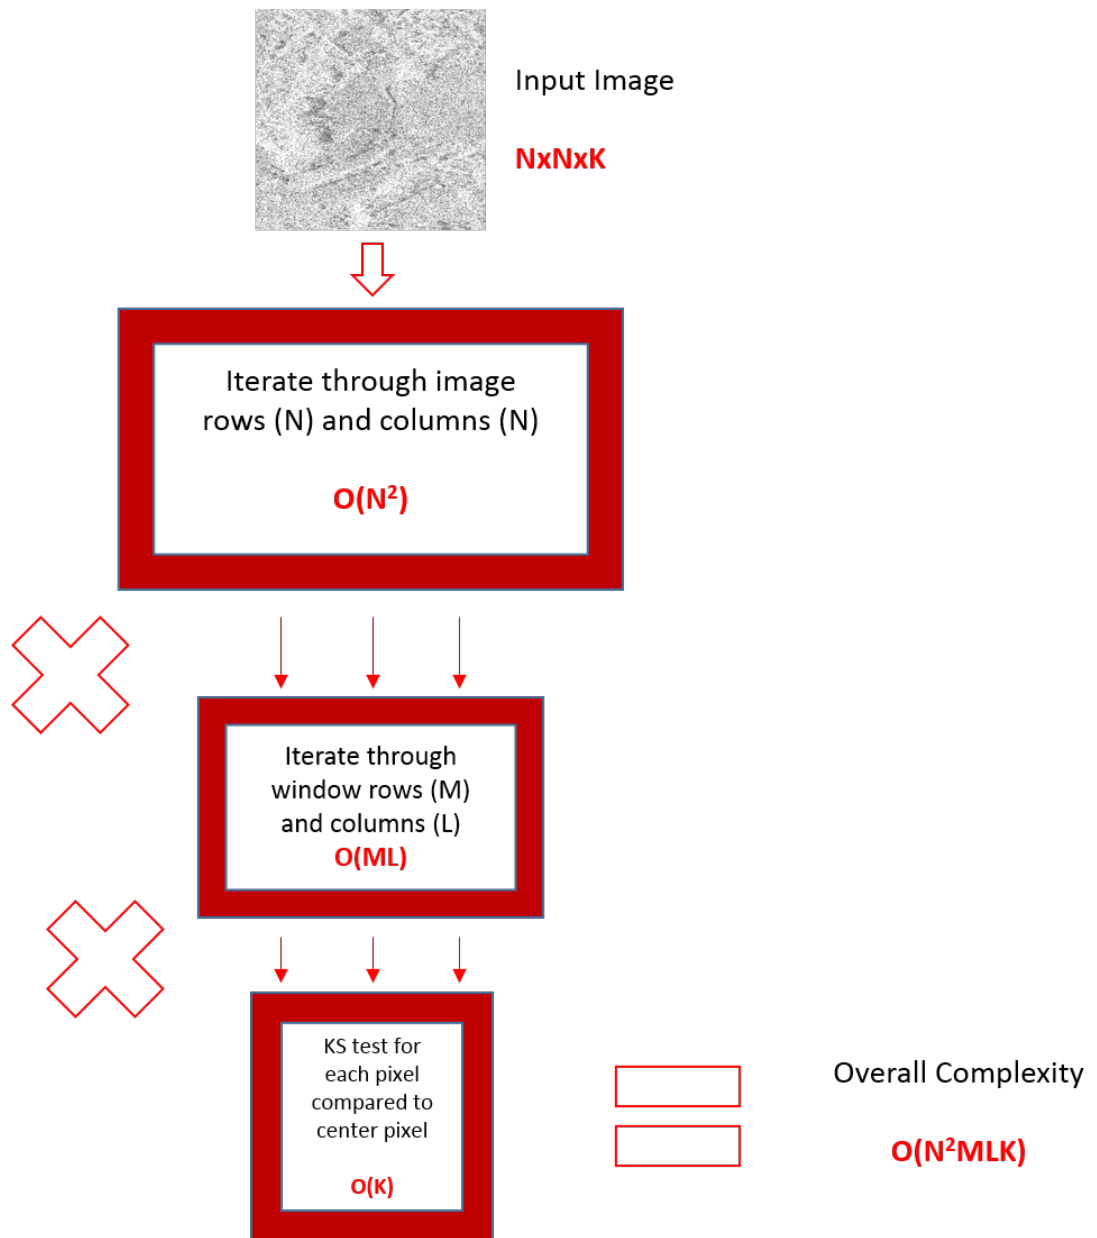 Input Image
NxNxK
Iterate through image
rows (N) and columns (N)
O(N²)
Iterate through
window rows (M)
and columns (L)
O(ML)
KS test for
each pixel
compared to
center pixel
O(K)
Overall Complexity
O(N²MLK)